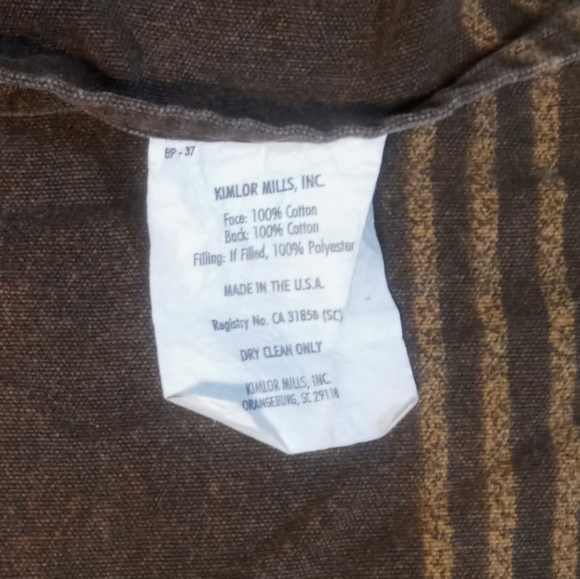 BP - 37
KIMLOR MILLS, INC.
Face: 100% Cotton
Back: 100% Cotton
Filling: If Filled, 100% Polyester
MADE IN THE U.S.A.
Registry No. CA 31858 (SC)
DRY CLEAN ONLY
KIMLOR MILLS, INC.
ORANGEBURG, SC 29118